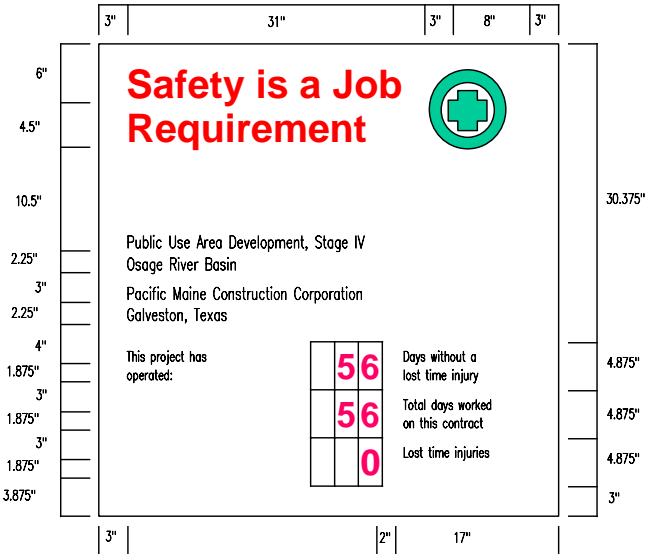 3" 31" 3" 8" 3"
6"
4.5"
10.5"
2.25"
3"
2.25"
4"
1.875"
3"
1.875"
3"
1.875"
3.875"
Safety is a Job
Requirement
Public Use Area Development, Stage IV
Osage River Basin
Pacific Maine Construction Corporation
Galveston, Texas
This project has
operated:
56 Days without a
lost time injury
56 Total days worked
on this contract
0 Lost time injuries
30.375"
4.875"
4.875"
4.875"
3"
3" 2" 17"